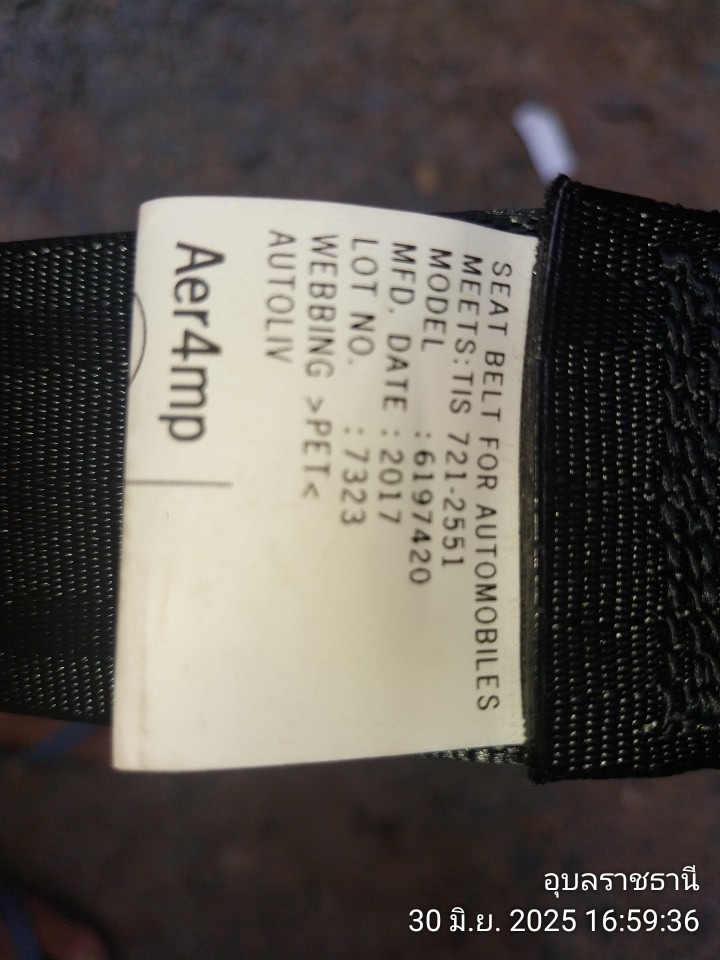 SEAT BELT FOR AUTOMOBILES
MEETS:TIS 721-2551
MODEL : 6197420
MFD. DATE : 2017
LOT NO. : 7323
WEBBING >PET<
AUTOLIV
Aer4mp
อุบลราชธานี
30 มิ.ย. 2025 16:59:36